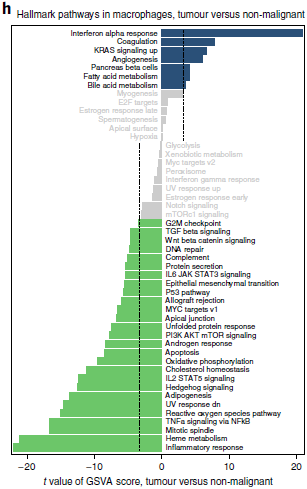 h Hallmark pathways in macrophages, tumour versus non-malignant
Interferon alpha response
Coagulation
KRAS signaling up
Angiogenesis
Pancreas beta cells
Fatty acid metabolism
Bile acid metabolism
Myogenesis
E2F targets
Estrogen response late
Spermatogenesis
Apical surface
Hypoxia
Glycolysis
Xenobiotic metabolism
Myc targets v2
Peroxisome
Interferon gamma response
UV response up
Estrogen response early
Notch signaling
mTORc1 signaling
G2M checkpoint
TGF beta signaling
Wnt beta catenin signaling
DNA repair
Complement
Protein secretion
IL6 JAK STAT3 signaling
Epithelial mesenchymal transition
P53 pathway
Allograft rejection
MYC targets v1
Apical junction
Unfolded protein response
PI3K AKT mTOR signaling
Androgen response
Apoptosis
Oxidative phosphorylation
Cholesterol homeostasis
IL2 STAT5 signaling
Hedgehog signaling
Adipogenesis
UV response dn
Reactive oxygen species pathway
TNFa signaling via NFkB
Mitotic spindle
Heme metabolism
Inflammatory response
−20 −10 0 10 20
t value of GSVA score, tumour versus non-malignant